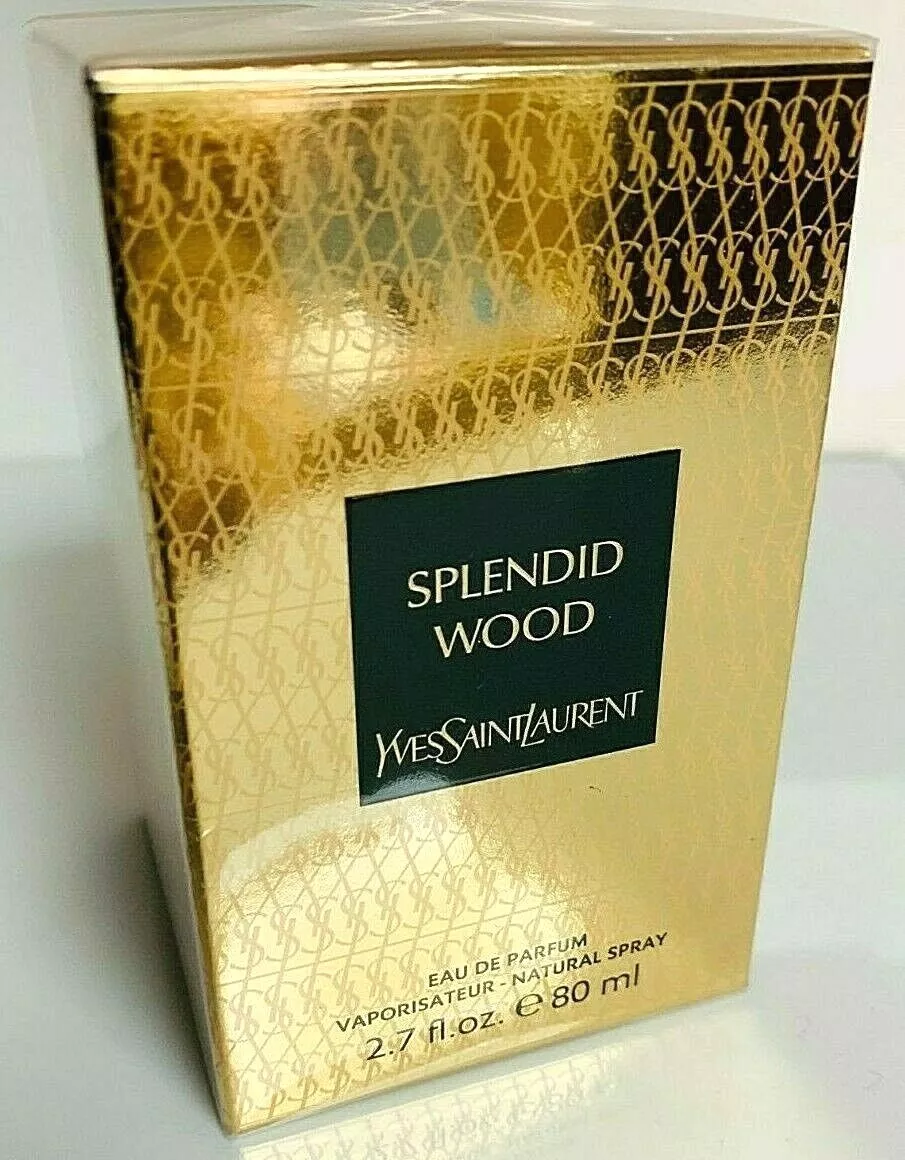 SPLENDID
WOOD
YVESSAINTLAURENT
EAU DE PARFUM
VAPORISATEUR - NATURAL SPRAY
2.7 fl.oz. ℮ 80 ml